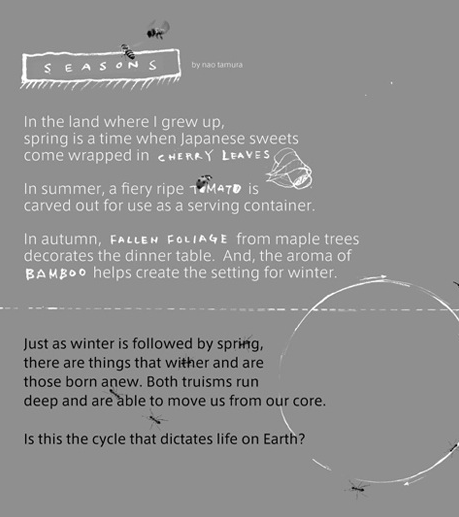 SEASONS
by nao tamura
In the land where I grew up,
spring is a time when Japanese sweets
come wrapped in CHERRY LEAVES
In summer, a fiery ripe TOMATO is
carved out for use as a serving container.
In autumn, FALLEN FOLIAGE from maple trees
decorates the dinner table. And, the aroma of
BAMBOO helps create the setting for winter.
Just as winter is followed by spring,
there are things that wither and are
those born anew. Both truisms run
deep and are able to move us from our core.
Is this the cycle that dictates life on Earth?